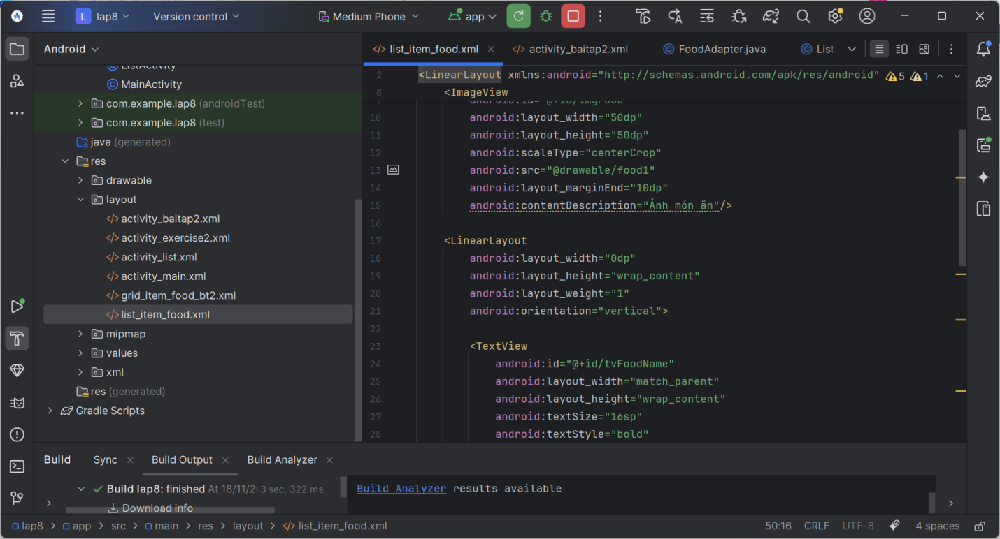 L lap8 Version control Medium Phone app
Android
list_item_food.xml activity_baitap2.xml FoodAdapter.java List
ListActivity
MainActivity
com.example.lap8 (androidTest)
com.example.lap8 (test)
java (generated)
res
drawable
layout
activity_baitap2.xml
activity_exercise2.xml
activity_list.xml
activity_main.xml
grid_item_food_bt2.xml
list_item_food.xml
mipmap
values
xml
res (generated)
Gradle Scripts
2 <LinearLayout xmlns:android="http://schemas.android.com/apk/res/android" 5 1
8 <ImageView
9 android:id="@+id/imgFood"
10 android:layout_width="50dp"
11 android:layout_height="50dp"
12 android:scaleType="centerCrop"
13 android:src="@drawable/food1"
14 android:layout_marginEnd="10dp"
15 android:contentDescription="Ảnh món ăn"/>
16
17 <LinearLayout
18 android:layout_width="0dp"
19 android:layout_height="wrap_content"
20 android:layout_weight="1"
21 android:orientation="vertical">
22
23 <TextView
24 android:id="@+id/tvFoodName"
25 android:layout_width="match_parent"
26 android:layout_height="wrap_content"
27 android:textSize="16sp"
28 android:textStyle="bold"
Build Sync Build Output Build Analyzer
Build lap8: finished At 18/11/2 3 sec, 322 ms
Download info
Build Analyzer results available
lap8 > app > src > main > res > layout > list_item_food.xml
50:16 CRLF UTF-8 4 spaces